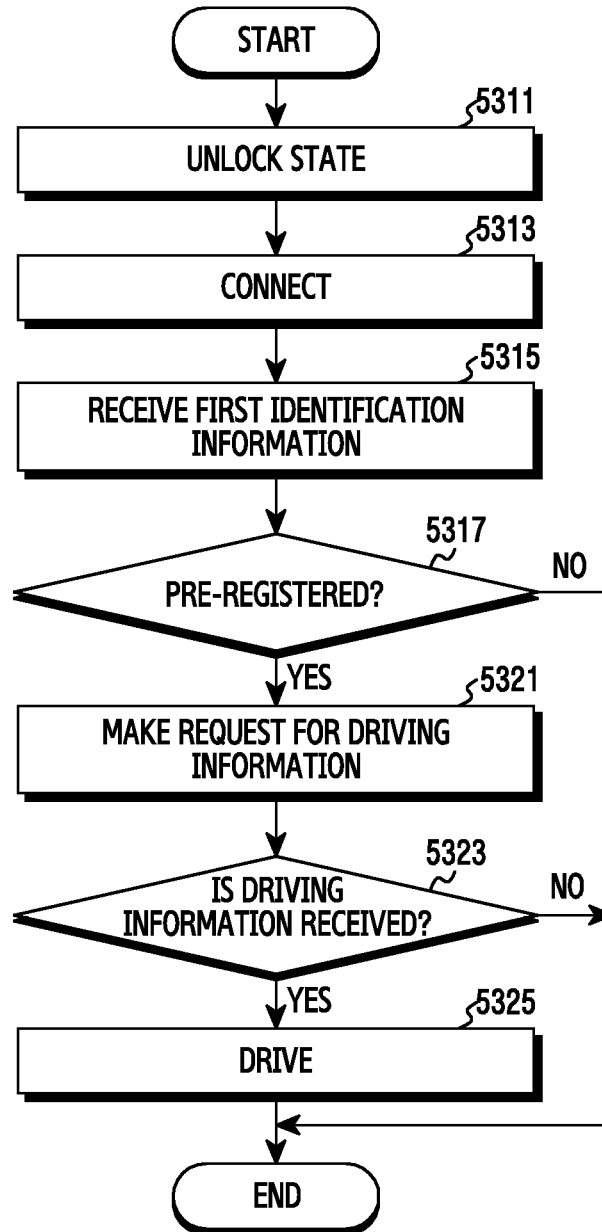 START
5311
UNLOCK STATE
5313
CONNECT
5315
RECEIVE FIRST IDENTIFICATION
INFORMATION
5317
PRE-REGISTERED?
NO
YES
5321
MAKE REQUEST FOR DRIVING
INFORMATION
5323
IS DRIVING
INFORMATION RECEIVED?
NO
YES
5325
DRIVE
END